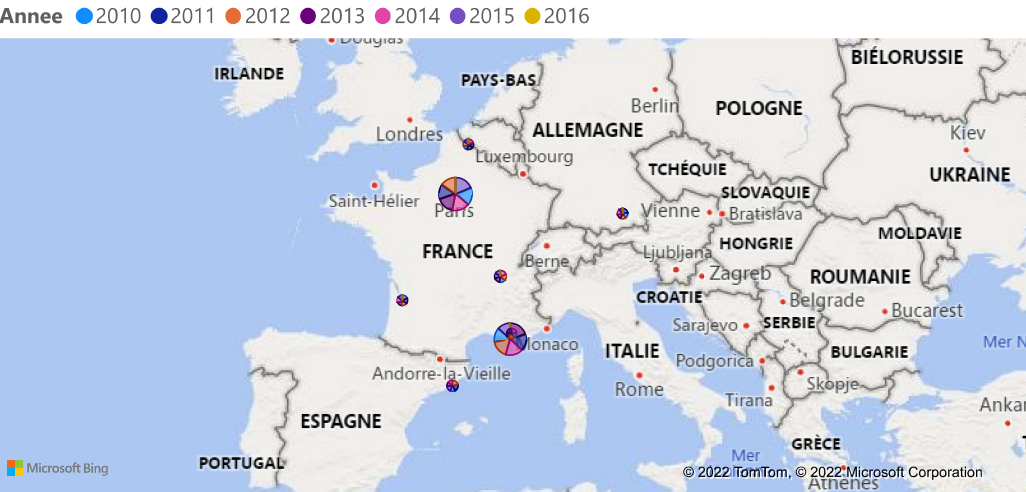 Annee 2010 2011 2012 2013 2014 2015 2016
Douglas
BIÉLORUSSIE
IRLANDE
PAYS-BAS
Berlin
POLOGNE
Londres
ALLEMAGNE
Kiev
Luxembourg
TCHÉQUIE
UKRAINE
SLOVAQUIE
Saint-Hélier
Paris
Vienne
Bratislava
MOLDAVIE
FRANCE
HONGRIE
Ljubljana
Berne
Zagreb
ROUMANIE
CROATIE
Belgrade
Bucarest
Sarajevo
SERBIE
Monaco
ITALIE
Mer N
BULGARIE
Podgorica
Andorre-la-Vieille
Skopje
Rome
Tirana
Ankar
ESPAGNE
GRÈCE
Mer
PORTUGAL
Microsoft Bing
© 2022 TomTom, © 2022 Microsoft Corporation
Athènes